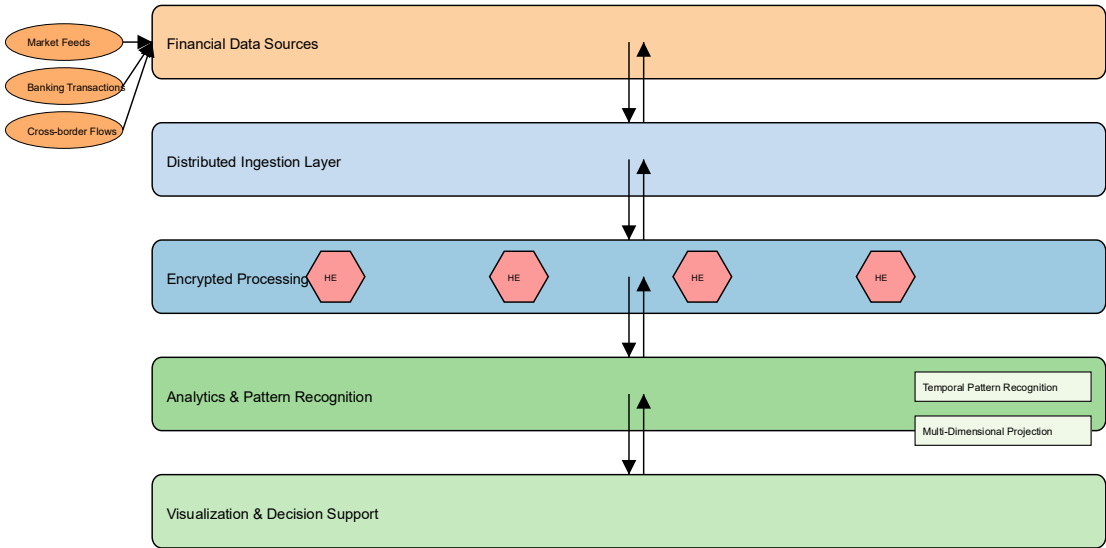 Financial Data Sources
Market Feeds
Banking Transactions
Cross-border Flows
Distributed Ingestion Layer
Encrypted Processing
HE
HE
HE
HE
Analytics & Pattern Recognition
Temporal Pattern Recognition
Multi-Dimensional Projection
Visualization & Decision Support